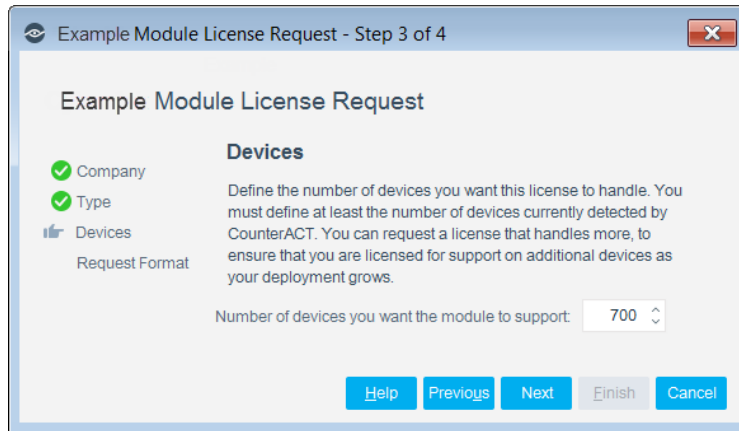 Example Module License Request - Step 3 of 4
Example Module License Request
Company
Type
Devices
Request Format
Devices
Define the number of devices you want this license to handle. You
must define at least the number of devices currently detected by
CounterACT. You can request a license that handles more, to
ensure that you are licensed for support on additional devices as
your deployment grows.
Number of devices you want the module to support: 700
Help Previous Next Finish Cancel